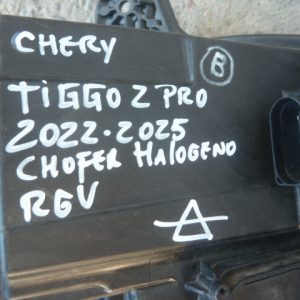 CHERY
B
TIGGO 2 PRO
2022-2025
CHOFER HALOGENO
RGV